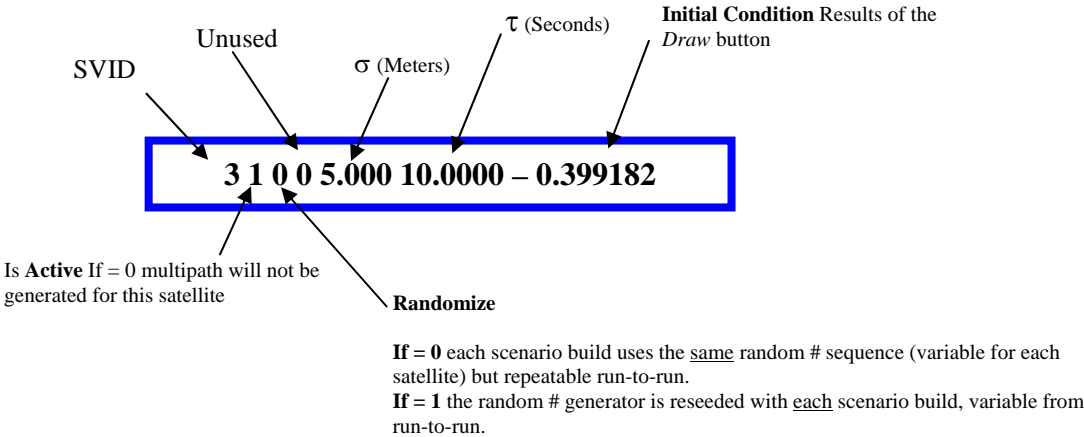 Initial Condition Results of the
Draw button
τ (Seconds)
Unused
σ (Meters)
SVID
3 1 0 0 5.000 10.0000 – 0.399182
Is Active If = 0 multipath will not be
generated for this satellite
Randomize
If = 0 each scenario build uses the same random # sequence (variable for each
satellite) but repeatable run-to-run.
If = 1 the random # generator is reseeded with each scenario build, variable from
run-to-run.